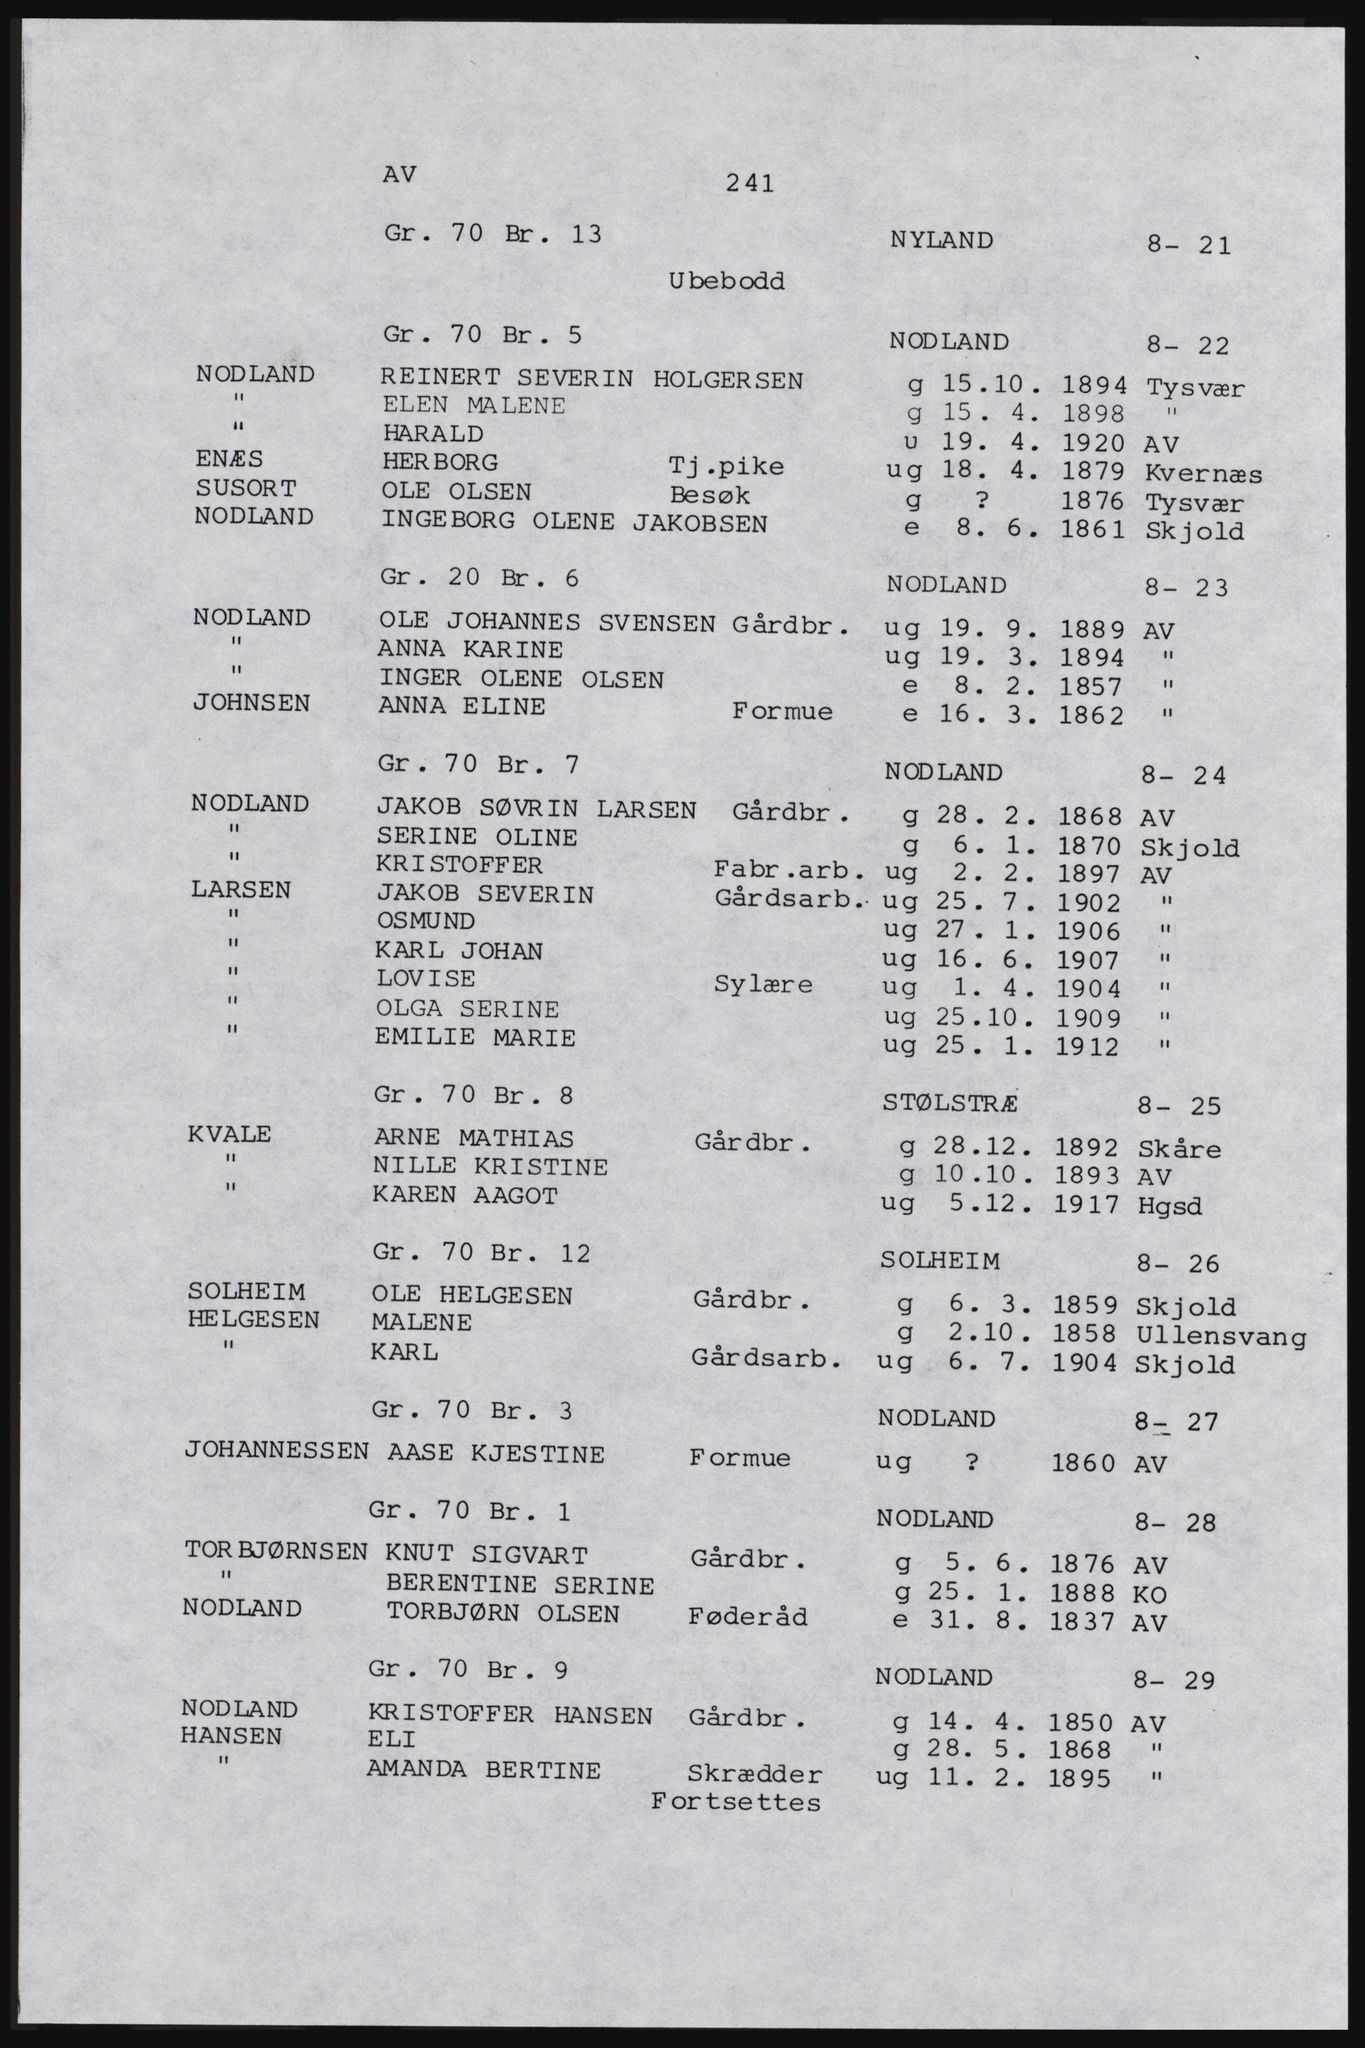 AV 241
Gr. 70 Br. 13 NYLAND 8- 21
Ubebodd
Gr. 70 Br. 5 NODLAND 8- 22
NODLAND REINERT SEVERIN HOLGERSEN g 15.10. 1894 Tysvær
" ELEN MALENE g 15. 4. 1898 "
" HARALD u 19. 4. 1920 AV
ENÆS HERBORG Tj.pike ug 18. 4. 1879 Kvernæs
SUSORT OLE OLSEN Besøk g ? 1876 Tysvær
NODLAND INGEBORG OLENE JAKOBSEN e 8. 6. 1861 Skjold
Gr. 20 Br. 6 NODLAND 8- 23
NODLAND OLE JOHANNES SVENSEN Gårdbr. ug 19. 9. 1889 AV
" ANNA KARINE ug 19. 3. 1894 "
" INGER OLENE OLSEN e 8. 2. 1857 "
JOHNSEN ANNA ELINE Formue e 16. 3. 1862 "
Gr. 70 Br. 7 NODLAND 8- 24
NODLAND JAKOB SØVRIN LARSEN Gårdbr. g 28. 2. 1868 AV
" SERINE OLINE g 6. 1. 1870 Skjold
" KRISTOFFER Fabr.arb. ug 2. 2. 1897 AV
LARSEN JAKOB SEVERIN Gårdsarb. ug 25. 7. 1902 "
" OSMUND ug 27. 1. 1906 "
" KARL JOHAN ug 16. 6. 1907 "
" LOVISE Sylære ug 1. 4. 1904 "
" OLGA SERINE ug 25.10. 1909 "
" EMILIE MARIE ug 25. 1. 1912 "
Gr. 70 Br. 8 STØLSTRÆ 8- 25
KVALE ARNE MATHIAS Gårdbr. g 28.12. 1892 Skåre
" NILLE KRISTINE g 10.10. 1893 AV
" KAREN AAGOT ug 5.12. 1917 Hgsd
Gr. 70 Br. 12 SOLHEIM 8- 26
SOLHEIM OLE HELGESEN Gårdbr. g 6. 3. 1859 Skjold
HELGESEN MALENE g 2.10. 1858 Ullensvang
" KARL Gårdsarb. ug 6. 7. 1904 Skjold
Gr. 70 Br. 3 NODLAND 8- 27
JOHANNESSEN AASE KJESTINE Formue ug ? 1860 AV
Gr. 70 Br. 1 NODLAND 8- 28
TORBJØRNSEN KNUT SIGVART Gårdbr. g 5. 6. 1876 AV
" BERENTINE SERINE g 25. 1. 1888 KO
NODLAND TORBJØRN OLSEN Føderåd e 31. 8. 1837 AV
Gr. 70 Br. 9 NODLAND 8- 29
NODLAND KRISTOFFER HANSEN Gårdbr. g 14. 4. 1850 AV
HANSEN ELI g 28. 5. 1868 "
" AMANDA BERTINE Skrædder ug 11. 2. 1895 "
Fortsettes